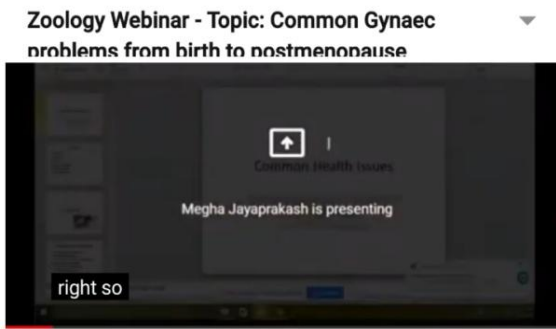 Zoology Webinar - Topic: Common Gynaec
problems from birth to postmenopause
Common Health Issues
Megha Jayaprakash is presenting
right so